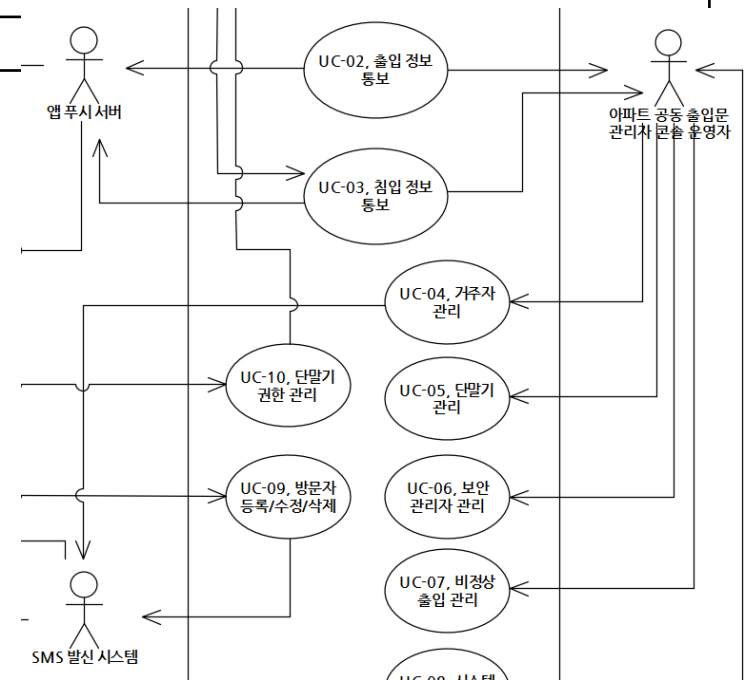 UC-02, 출입 정보
통보
앱 푸시 서버
아파트 공동 출입문
관리자 콘솔 운영자
UC-03, 침입 정보
통보
UC-04, 거주자
관리
UC-10, 단말기
권한 관리
UC-05, 단말기
관리
UC-09, 방문자
등록/수정/삭제
UC-06, 보안
관리자 관리
UC-07, 비정상
출입 관리
SMS 발신 시스템
UC-08, 시스템